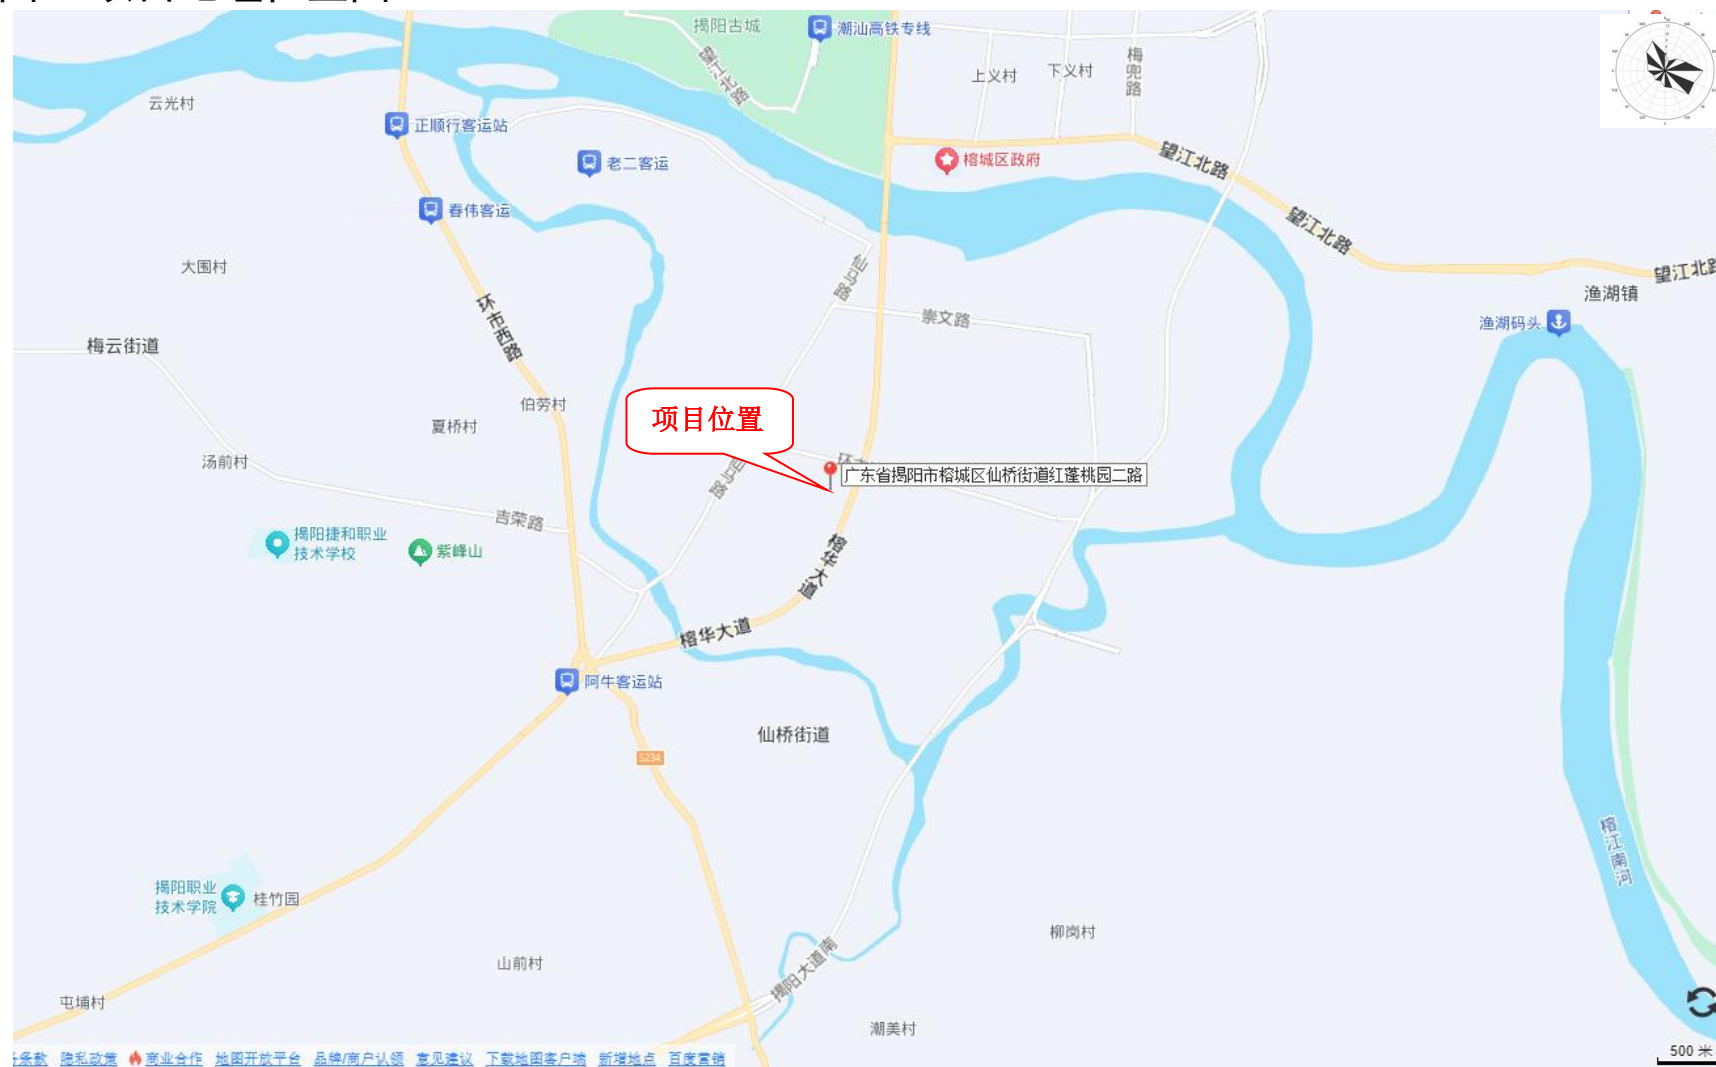 揭阳古城
潮汕高铁专线
望江北路
上义村
下义村
梅兜路
云光村
正顺行客运站
老二客运
榕城区政府
望江北路
春伟客运
望江北路
大围村
仙马路
望江北路
渔湖镇
渔湖码头
环市西路
崇文路
梅云街道
伯劳村
夏桥村
项目位置
汤前村
广东省揭阳市榕城区仙桥街道红蓬桃园二路
吉荣路
揭阳捷和职业
技术学校
紫峰山
榕华大道
榕华大道
阿牛客运站
仙桥街道
S234
榕江南河
揭阳职业
技术学院
桂竹园
柳岗村
揭阳大道南
山前村
屯埔村
潮美村
500 米
条款 隐私政策 商业合作 地图开放平台 品牌/商户认领 意见建议 下载地图客户端 新增地点 百度营销